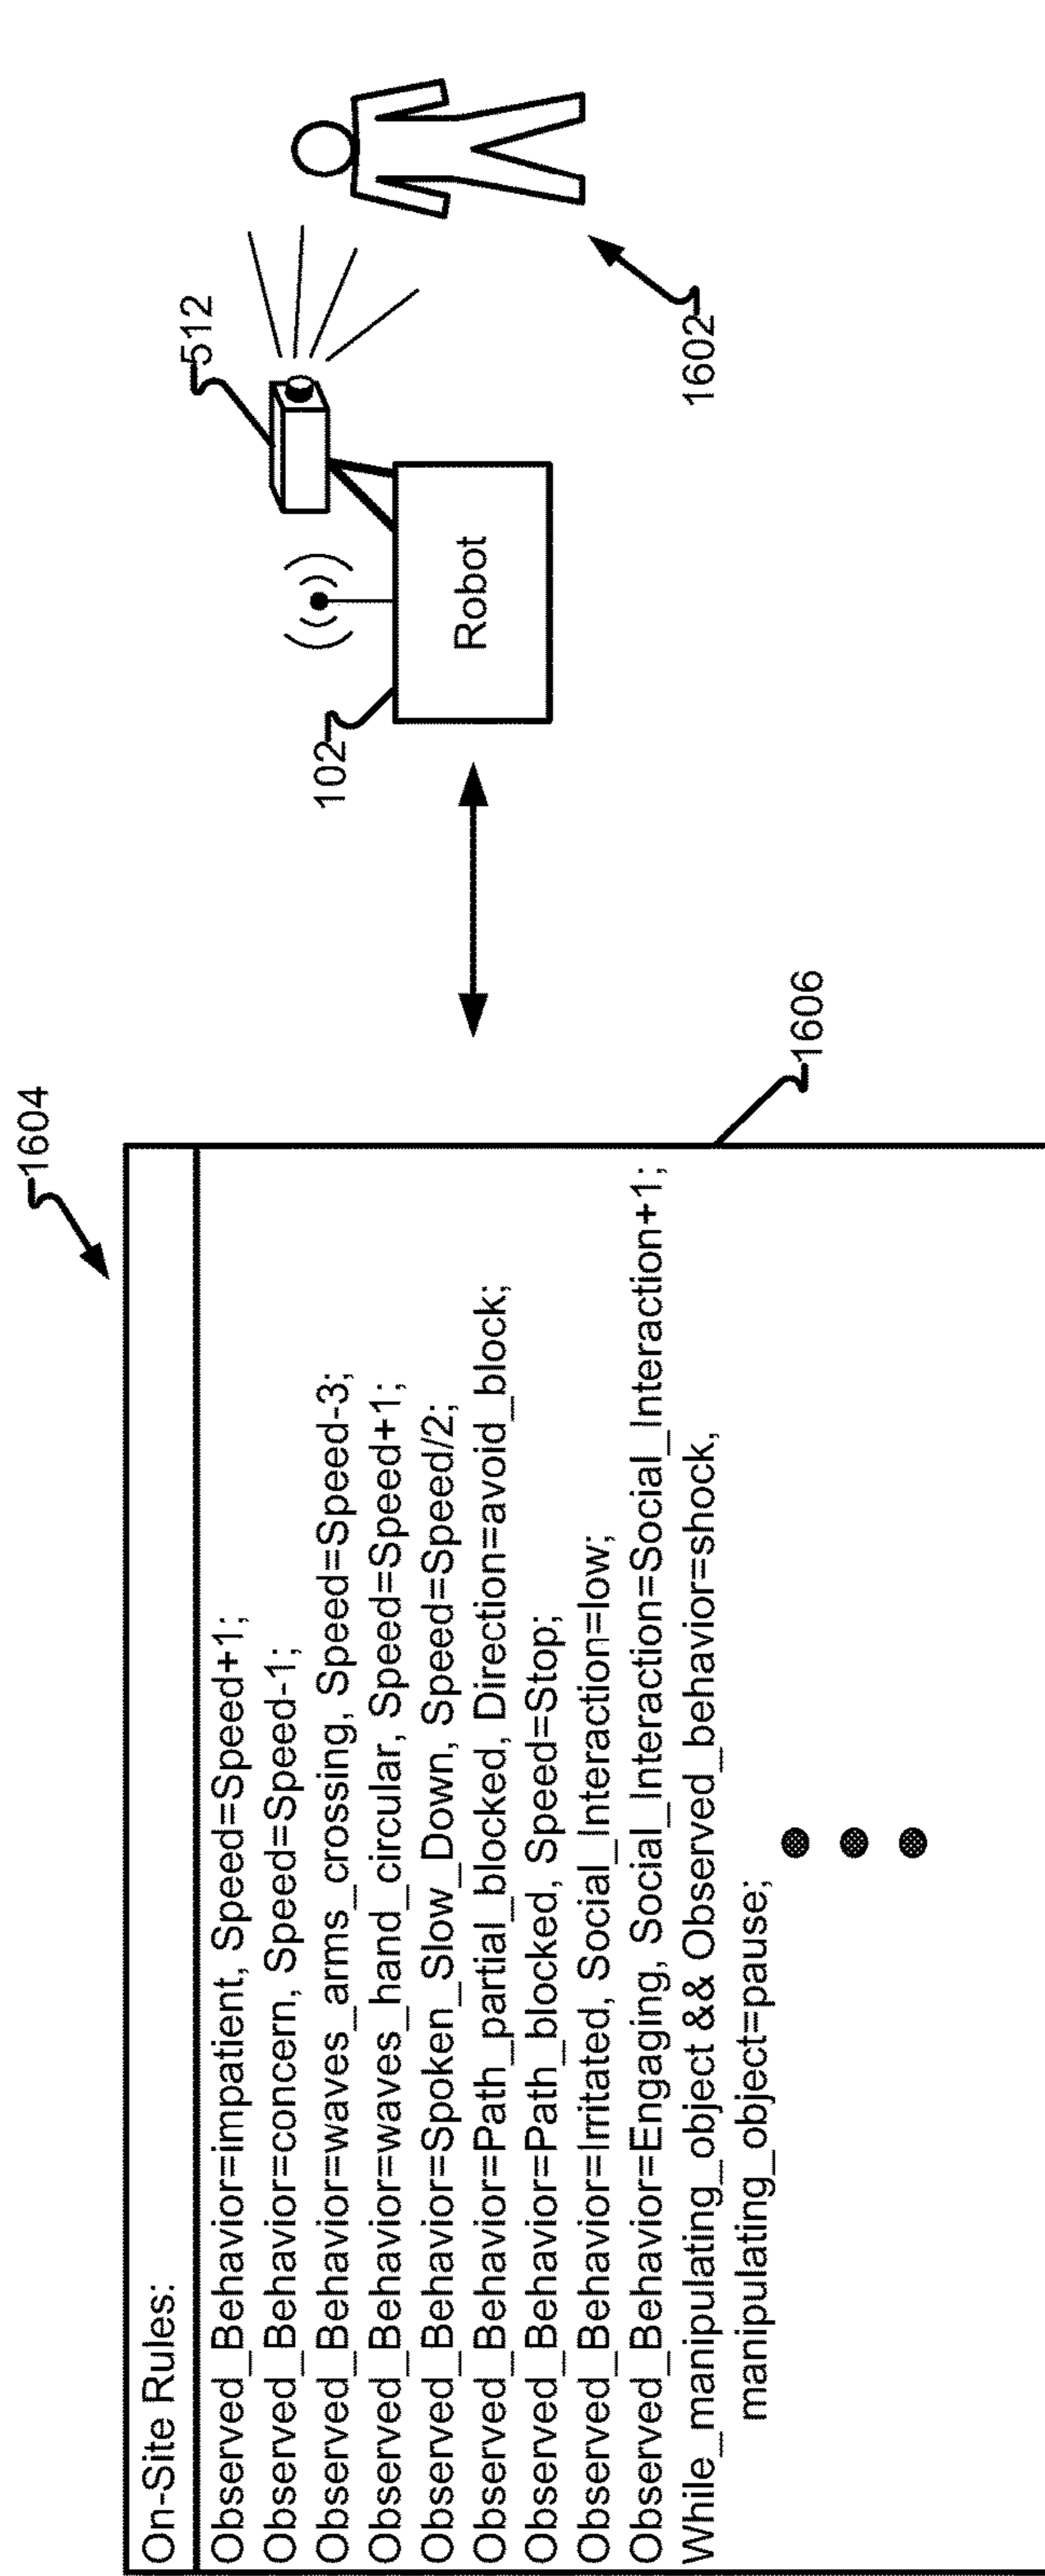 1604
On-Site Rules:
Observed_Behavior=impatient, Speed=Speed+1;
Observed_Behavior=concern, Speed=Speed-1;
Observed_Behavior=waves_arms_crossing, Speed=Speed-3;
Observed_Behavior=waves_hand_circular, Speed=Speed+1;
Observed_Behavior=Spoken_Slow_Down, Speed=Speed/2;
Observed_Behavior=Path_partial_blocked, Direction=avoid_block;
Observed_Behavior=Path_blocked, Speed=Stop;
Observed_Behavior=Irritated, Social_Interaction=low;
Observed_Behavior=Engaging, Social_Interaction=Social_Interaction+1;
While_manipulating_object && Observed_behavior=shock,
manipulating_object=pause;
1606
102
Robot
512
1602